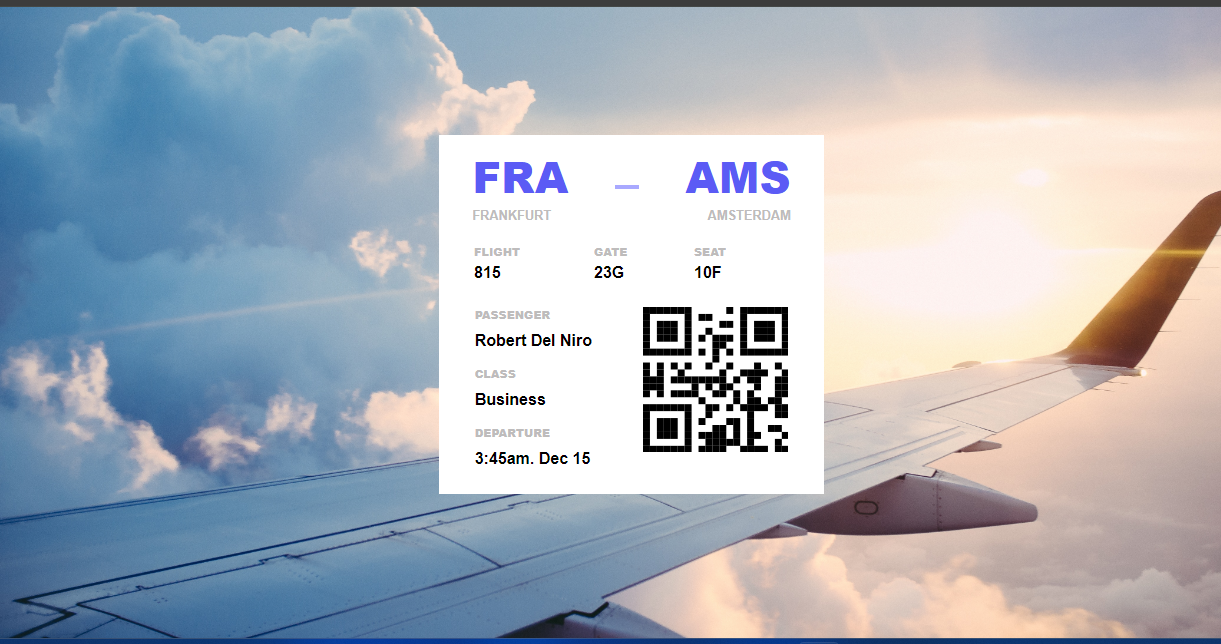 FRA – AMS
FRANKFURT AMSTERDAM
FLIGHT GATE SEAT
815 23G 10F
PASSENGER
Robert Del Niro
CLASS
Business
DEPARTURE
3:45am. Dec 15